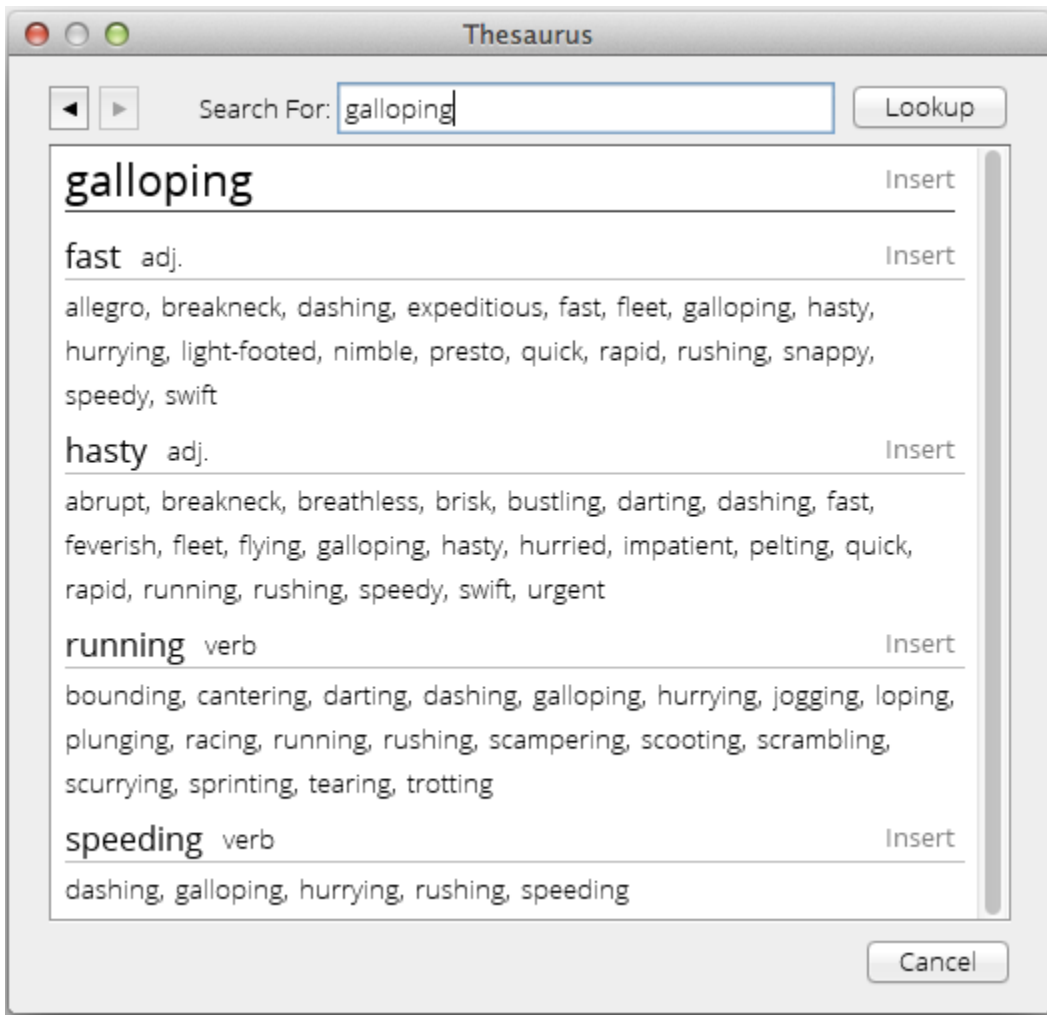 Thesaurus
◄ ► Search For: galloping Lookup
galloping Insert
fast adj. Insert
allegro, breakneck, dashing, expeditious, fast, fleet, galloping, hasty,
hurrying, light-footed, nimble, presto, quick, rapid, rushing, snappy,
speedy, swift
hasty adj. Insert
abrupt, breakneck, breathless, brisk, bustling, darting, dashing, fast,
feverish, fleet, flying, galloping, hasty, hurried, impatient, pelting, quick,
rapid, running, rushing, speedy, swift, urgent
running verb Insert
bounding, cantering, darting, dashing, galloping, hurrying, jogging, loping,
plunging, racing, running, rushing, scampering, scooting, scrambling,
scurrying, sprinting, tearing, trotting
speeding verb Insert
dashing, galloping, hurrying, rushing, speeding
Cancel